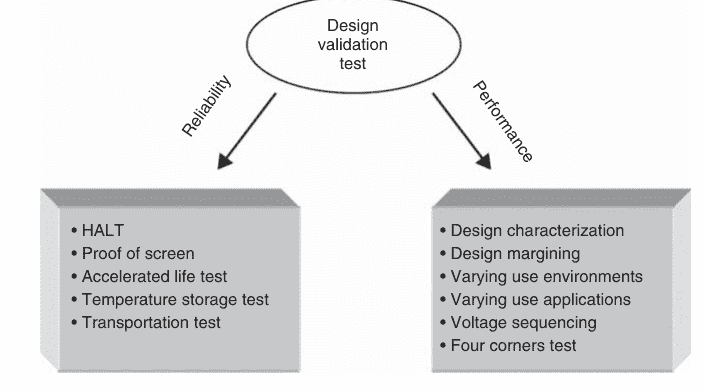 Design
validation
test
Reliability
Performance
• HALT
• Proof of screen
• Accelerated life test
• Temperature storage test
• Transportation test
• Design characterization
• Design margining
• Varying use environments
• Varying use applications
• Voltage sequencing
• Four corners test